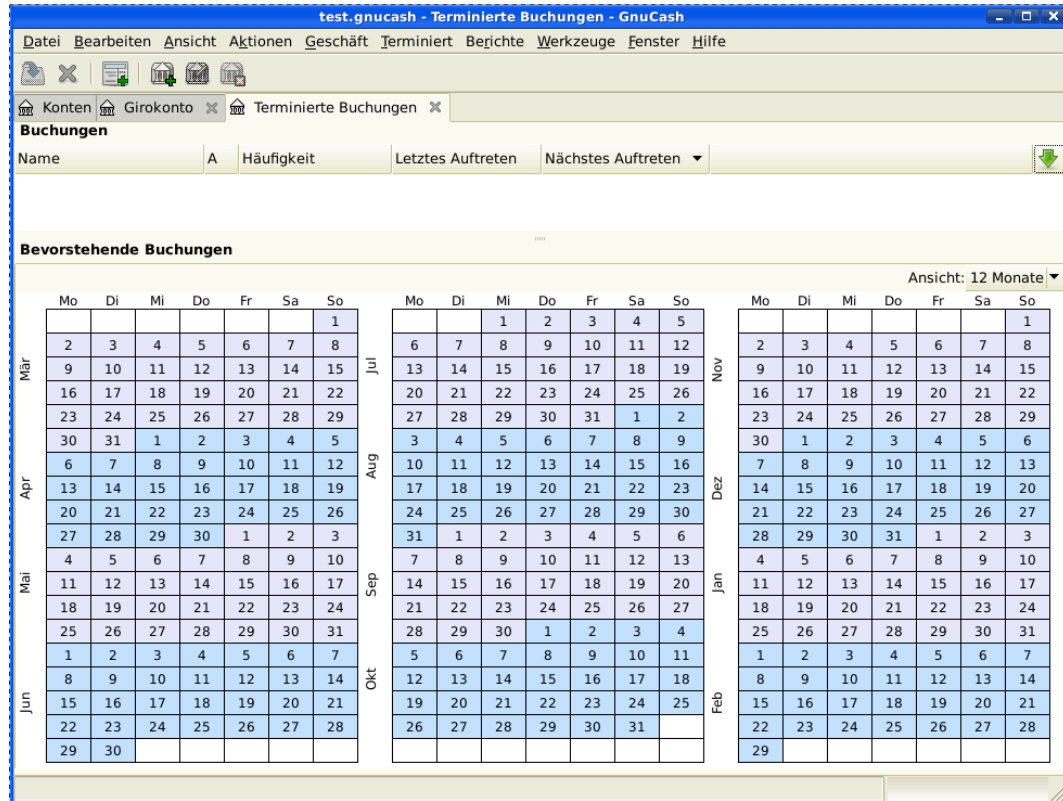 test.gnucash - Terminierte Buchungen - GnuCash
Datei Bearbeiten Ansicht Aktionen Geschäft Terminiert Berichte Werkzeuge Fenster Hilfe
Konten Girokonto Terminierte Buchungen
Buchungen
Name A Häufigkeit Letztes Auftreten Nächstes Auftreten
Bevorstehende Buchungen
Ansicht: 12 Monate
Mo Di Mi Do Fr Sa So
1
2 3 4 5 6 7 8
Mär
9 10 11 12 13 14 15
16 17 18 19 20 21 22
23 24 25 26 27 28 29
30 31 1 2 3 4 5
6 7 8 9 10 11 12
Apr
13 14 15 16 17 18 19
20 21 22 23 24 25 26
27 28 29 30 1 2 3
4 5 6 7 8 9 10
Mai
11 12 13 14 15 16 17
18 19 20 21 22 23 24
25 26 27 28 29 30 31
1 2 3 4 5 6 7
8 9 10 11 12 13 14
Jun
15 16 17 18 19 20 21
22 23 24 25 26 27 28
29 30
Mo Di Mi Do Fr Sa So
1 2 3 4 5
6 7 8 9 10 11 12
Jul
13 14 15 16 17 18 19
20 21 22 23 24 25 26
27 28 29 30 31 1 2
3 4 5 6 7 8 9
Aug
10 11 12 13 14 15 16
17 18 19 20 21 22 23
24 25 26 27 28 29 30
31 1 2 3 4 5 6
7 8 9 10 11 12 13
Sep
14 15 16 17 18 19 20
21 22 23 24 25 26 27
28 29 30 1 2 3 4
5 6 7 8 9 10 11
Okt
12 13 14 15 16 17 18
19 20 21 22 23 24 25
26 27 28 29 30 31
Mo Di Mi Do Fr Sa So
1
2 3 4 5 6 7 8
Nov
9 10 11 12 13 14 15
16 17 18 19 20 21 22
23 24 25 26 27 28 29
30 1 2 3 4 5 6
7 8 9 10 11 12 13
Dez
14 15 16 17 18 19 20
21 22 23 24 25 26 27
28 29 30 31 1 2 3
4 5 6 7 8 9 10
Jan
11 12 13 14 15 16 17
18 19 20 21 22 23 24
25 26 27 28 29 30 31
1 2 3 4 5 6 7
8 9 10 11 12 13 14
Feb
15 16 17 18 19 20 21
22 23 24 25 26 27 28
29